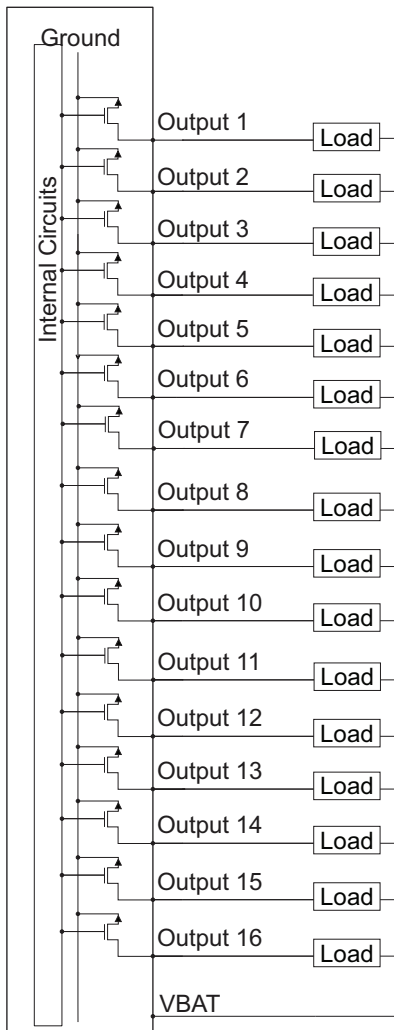 Ground
Internal Circuits
Output 1
Load
Output 2
Load
Output 3
Load
Output 4
Load
Output 5
Load
Output 6
Load
Output 7
Load
Output 8
Load
Output 9
Load
Output 10
Load
Output 11
Load
Output 12
Load
Output 13
Load
Output 14
Load
Output 15
Load
Output 16
Load
VBAT